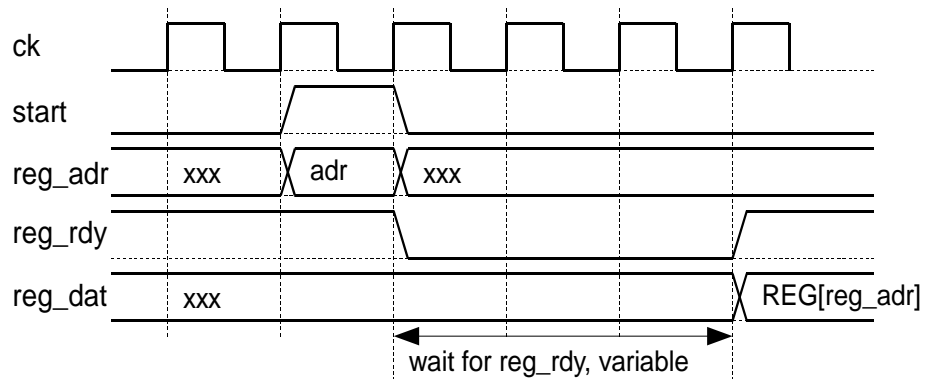 ck
start
reg_adr xxx adr xxx
reg_rdy
reg_dat xxx REG[reg_adr]
wait for reg_rdy, variable